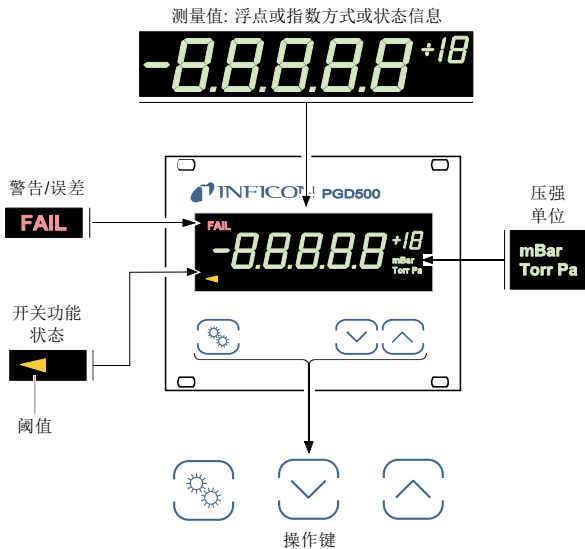 测量值: 浮点或指数方式或状态信息
-8.8.8.8.8 +18
警告/误差
FAIL
INFICON PGD500
FAIL
-8.8.8.8.8 +18
mBar
Torr Pa
压强
单位
mBar
Torr Pa
开关功能
状态
阈值
操作键